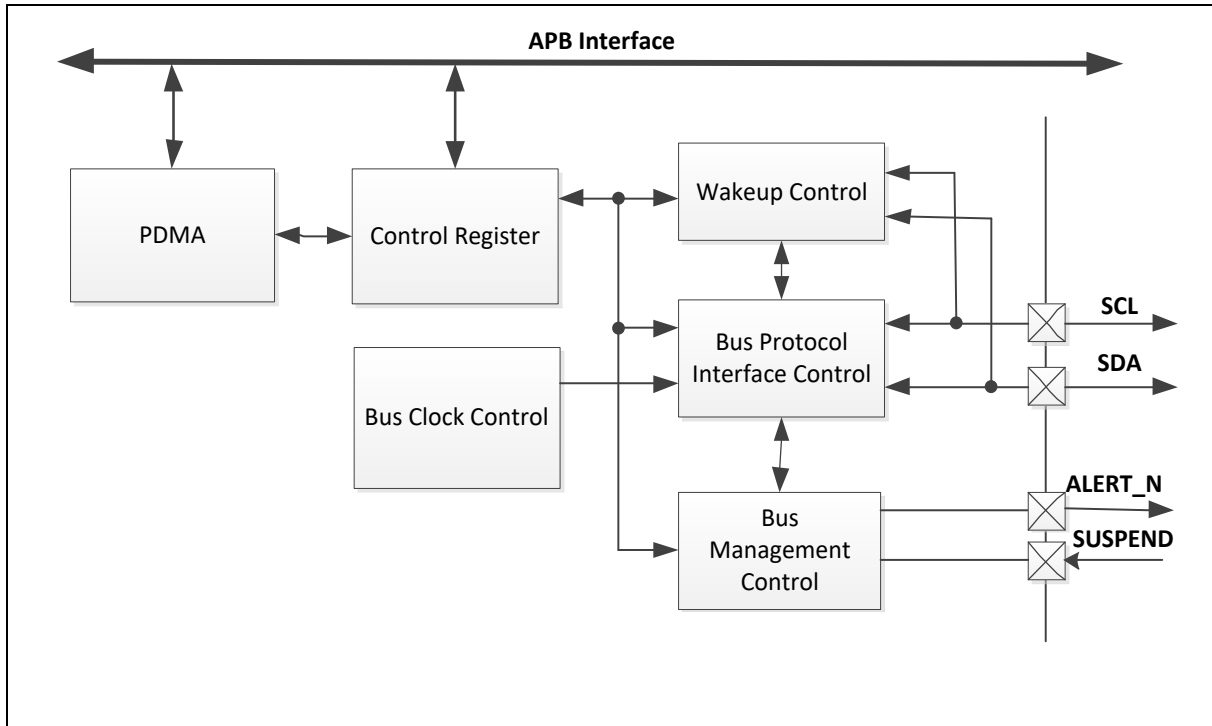 APB Interface
PDMA
Control Register
Wakeup Control
Bus Clock Control
Bus Protocol
Interface Control
Bus
Management
Control
SCL
SDA
ALERT_N
SUSPEND